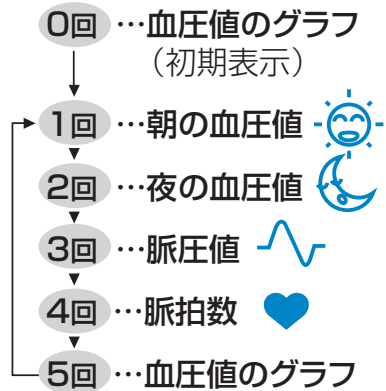 0回…血圧値のグラフ
（初期表示）
1回…朝の血圧値
2回…夜の血圧値
3回…脈圧値
4回…脈拍数
5回…血圧値のグラフ